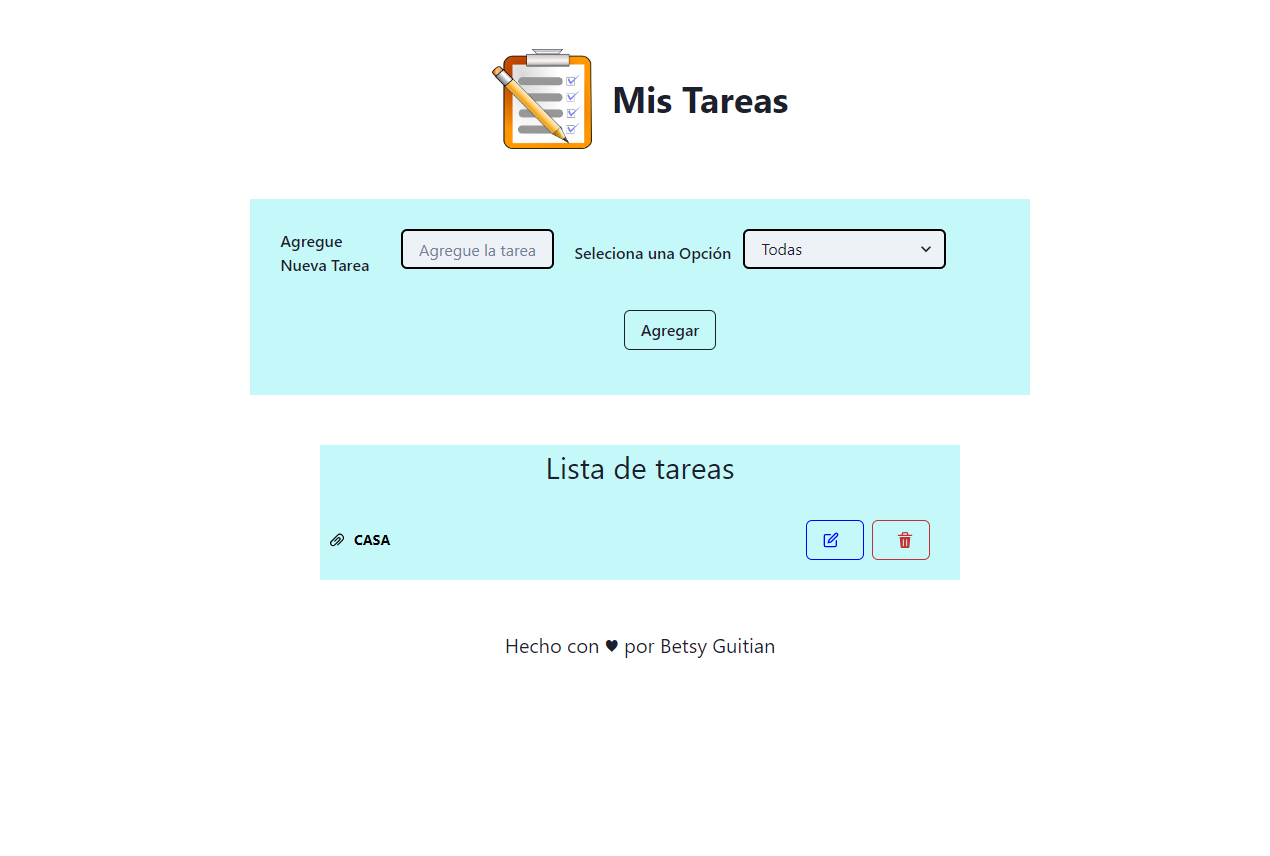 Mis Tareas
Agregue
Nueva Tarea
Agregue la tarea
Seleciona una Opción
Todas
Agregar
Lista de tareas
CASA
Hecho con ♥ por Betsy Guitian